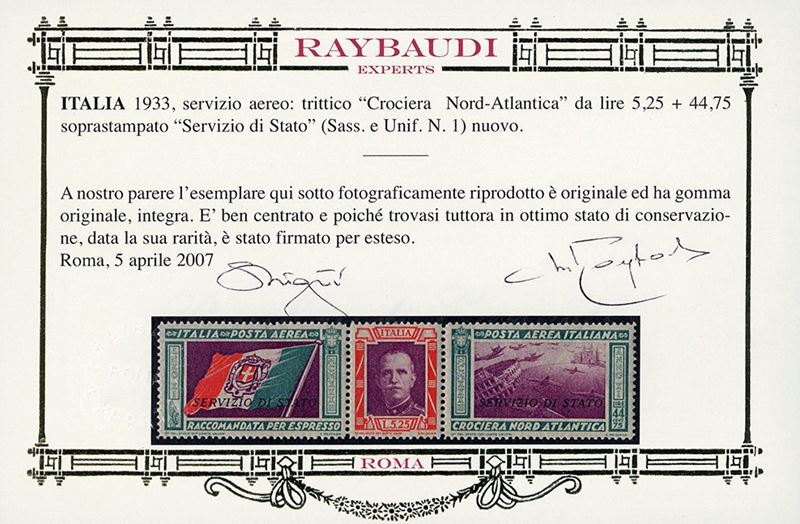 RAYBAUDI
EXPERTS
ITALIA 1933, servizio aereo: trittico “Crociera Nord-Atlantica” da lire 5,25 + 44,75
soprastampato “Servizio di Stato” (Sass. e Unif. N. 1) nuovo.
A nostro parere l’esemplare qui sotto fotograficamente riprodotto è originale ed ha gomma
originale, integra. E’ ben centrato e poiché trovasi tuttora in ottimo stato di conservazio-
ne, data la sua rarità, è stato firmato per esteso.
Roma, 5 aprile 2007
ITALIA POSTA AEREA
SERVIZIO DI STATO
RACCOMANDATA PER ESPRESSO
ITALIA
L.5,25
POSTA AEREA ITALIANA
SERVIZIO DI STATO
LIRE
44
75
CROCIERA NORD ATLANTICA
ROMA